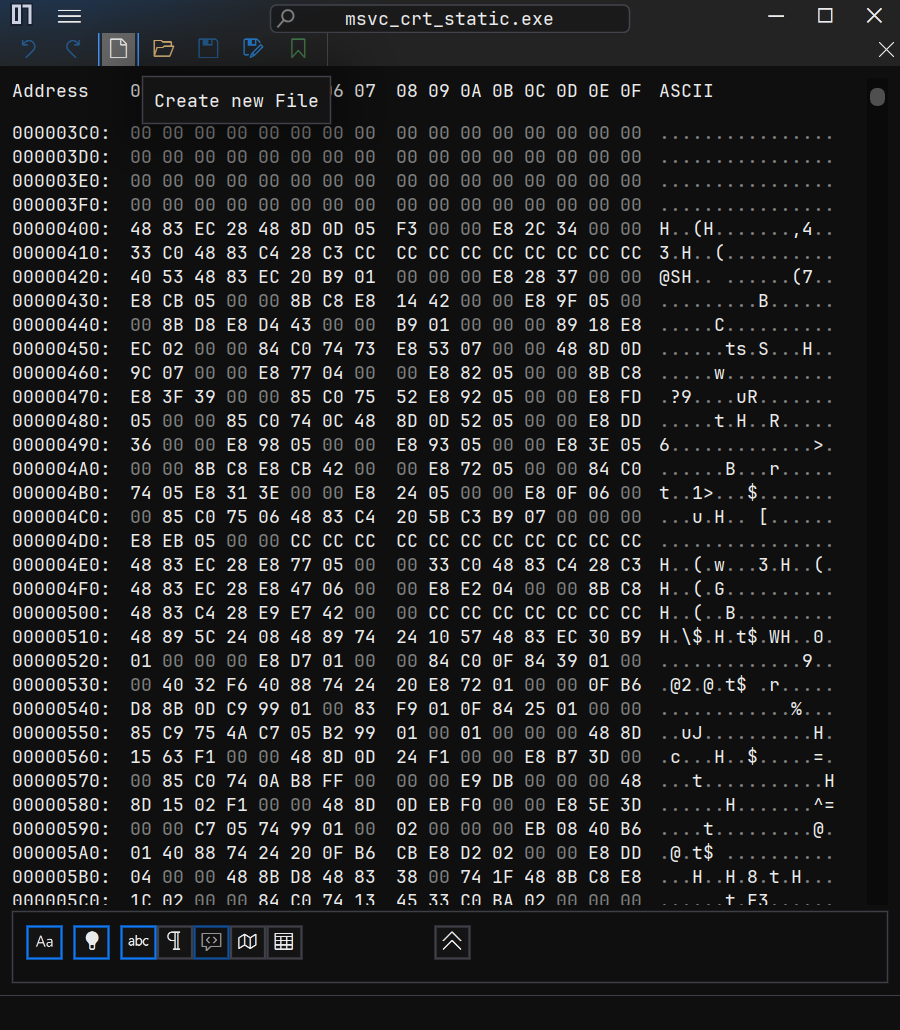 07
msvc_crt_static.exe
Address 0 6 07 08 09 0A 0B 0C 0D 0E 0F ASCII
Create new File
000003C0: 00 00 00 00 00 00 00 00 00 00 00 00 00 00 00 00 ................
000003D0: 00 00 00 00 00 00 00 00 00 00 00 00 00 00 00 00 ................
000003E0: 00 00 00 00 00 00 00 00 00 00 00 00 00 00 00 00 ................
000003F0: 00 00 00 00 00 00 00 00 00 00 00 00 00 00 00 00 ................
00000400: 48 83 EC 28 48 8D 0D 05 F3 00 00 E8 2C 34 00 00 H..(H.......,4..
00000410: 33 C0 48 83 C4 28 C3 CC CC CC CC CC CC CC CC CC 3.H..(..........
00000420: 40 53 48 83 EC 20 B9 01 00 00 00 E8 28 37 00 00 @SH.. ......(7..
00000430: E8 CB 05 00 00 8B C8 E8 14 42 00 00 E8 9F 05 00 .........B......
00000440: 00 8B D8 E8 D4 43 00 00 B9 01 00 00 00 89 18 E8 .....C..........
00000450: EC 02 00 00 84 C0 74 73 E8 53 07 00 00 48 8D 0D ......ts.S...H..
00000460: 9C 07 00 00 E8 77 04 00 00 E8 82 05 00 00 8B C8 .....w..........
00000470: E8 3F 39 00 00 85 C0 75 52 E8 92 05 00 00 E8 FD .?9....uR.......
00000480: 05 00 00 85 C0 74 0C 48 8D 0D 52 05 00 00 E8 DD .....t.H..R.....
00000490: 36 00 00 E8 98 05 00 00 E8 93 05 00 00 E8 3E 05 6.............>.
000004A0: 00 00 8B C8 E8 CB 42 00 00 E8 72 05 00 00 84 C0 ......B...r.....
000004B0: 74 05 E8 31 3E 00 00 E8 24 05 00 00 E8 0F 06 00 t..1>...$.......
000004C0: 00 85 C0 75 06 48 83 C4 20 5B C3 B9 07 00 00 00 ...u.H.. [......
000004D0: E8 EB 05 00 00 CC CC CC CC CC CC CC CC CC CC CC ................
000004E0: 48 83 EC 28 E8 77 05 00 00 33 C0 48 83 C4 28 C3 H..(.w...3.H..(.
000004F0: 48 83 EC 28 E8 47 06 00 00 E8 E2 04 00 00 8B C8 H..(.G..........
00000500: 48 83 C4 28 E9 E7 42 00 00 CC CC CC CC CC CC CC H..(..B.........
00000510: 48 89 5C 24 08 48 89 74 24 10 57 48 83 EC 30 B9 H.\$.H.t$.WH..0.
00000520: 01 00 00 00 E8 D7 01 00 00 84 C0 0F 84 39 01 00 .............9..
00000530: 00 40 32 F6 40 88 74 24 20 E8 72 01 00 00 0F B6 .@2.@.t$ .r.....
00000540: D8 8B 0D C9 99 01 00 83 F9 01 0F 84 25 01 00 00 ............%...
00000550: 85 C9 75 4A C7 05 B2 99 01 00 01 00 00 00 48 8D ..uJ..........H.
00000560: 15 63 F1 00 00 48 8D 0D 24 F1 00 00 E8 B7 3D 00 .c...H..$.....=.
00000570: 00 85 C0 74 0A B8 FF 00 00 00 E9 DB 00 00 00 48 ...t...........H
00000580: 8D 15 02 F1 00 00 48 8D 0D EB F0 00 00 E8 5E 3D ......H.......^=
00000590: 00 00 C7 05 74 99 01 00 02 00 00 00 EB 08 40 B6 ....t.........@.
000005A0: 01 40 88 74 24 20 0F B6 CB E8 D2 02 00 00 E8 DD .@.t$ ..........
000005B0: 04 00 00 48 8B D8 48 83 38 00 74 1F 48 8B C8 E8 ...H..H.8.t.H...
000005C0: 1C 02 00 00 84 C0 74 13 45 33 C0 BA 02 00 00 00 ......t.E3......
Aa abc ¶